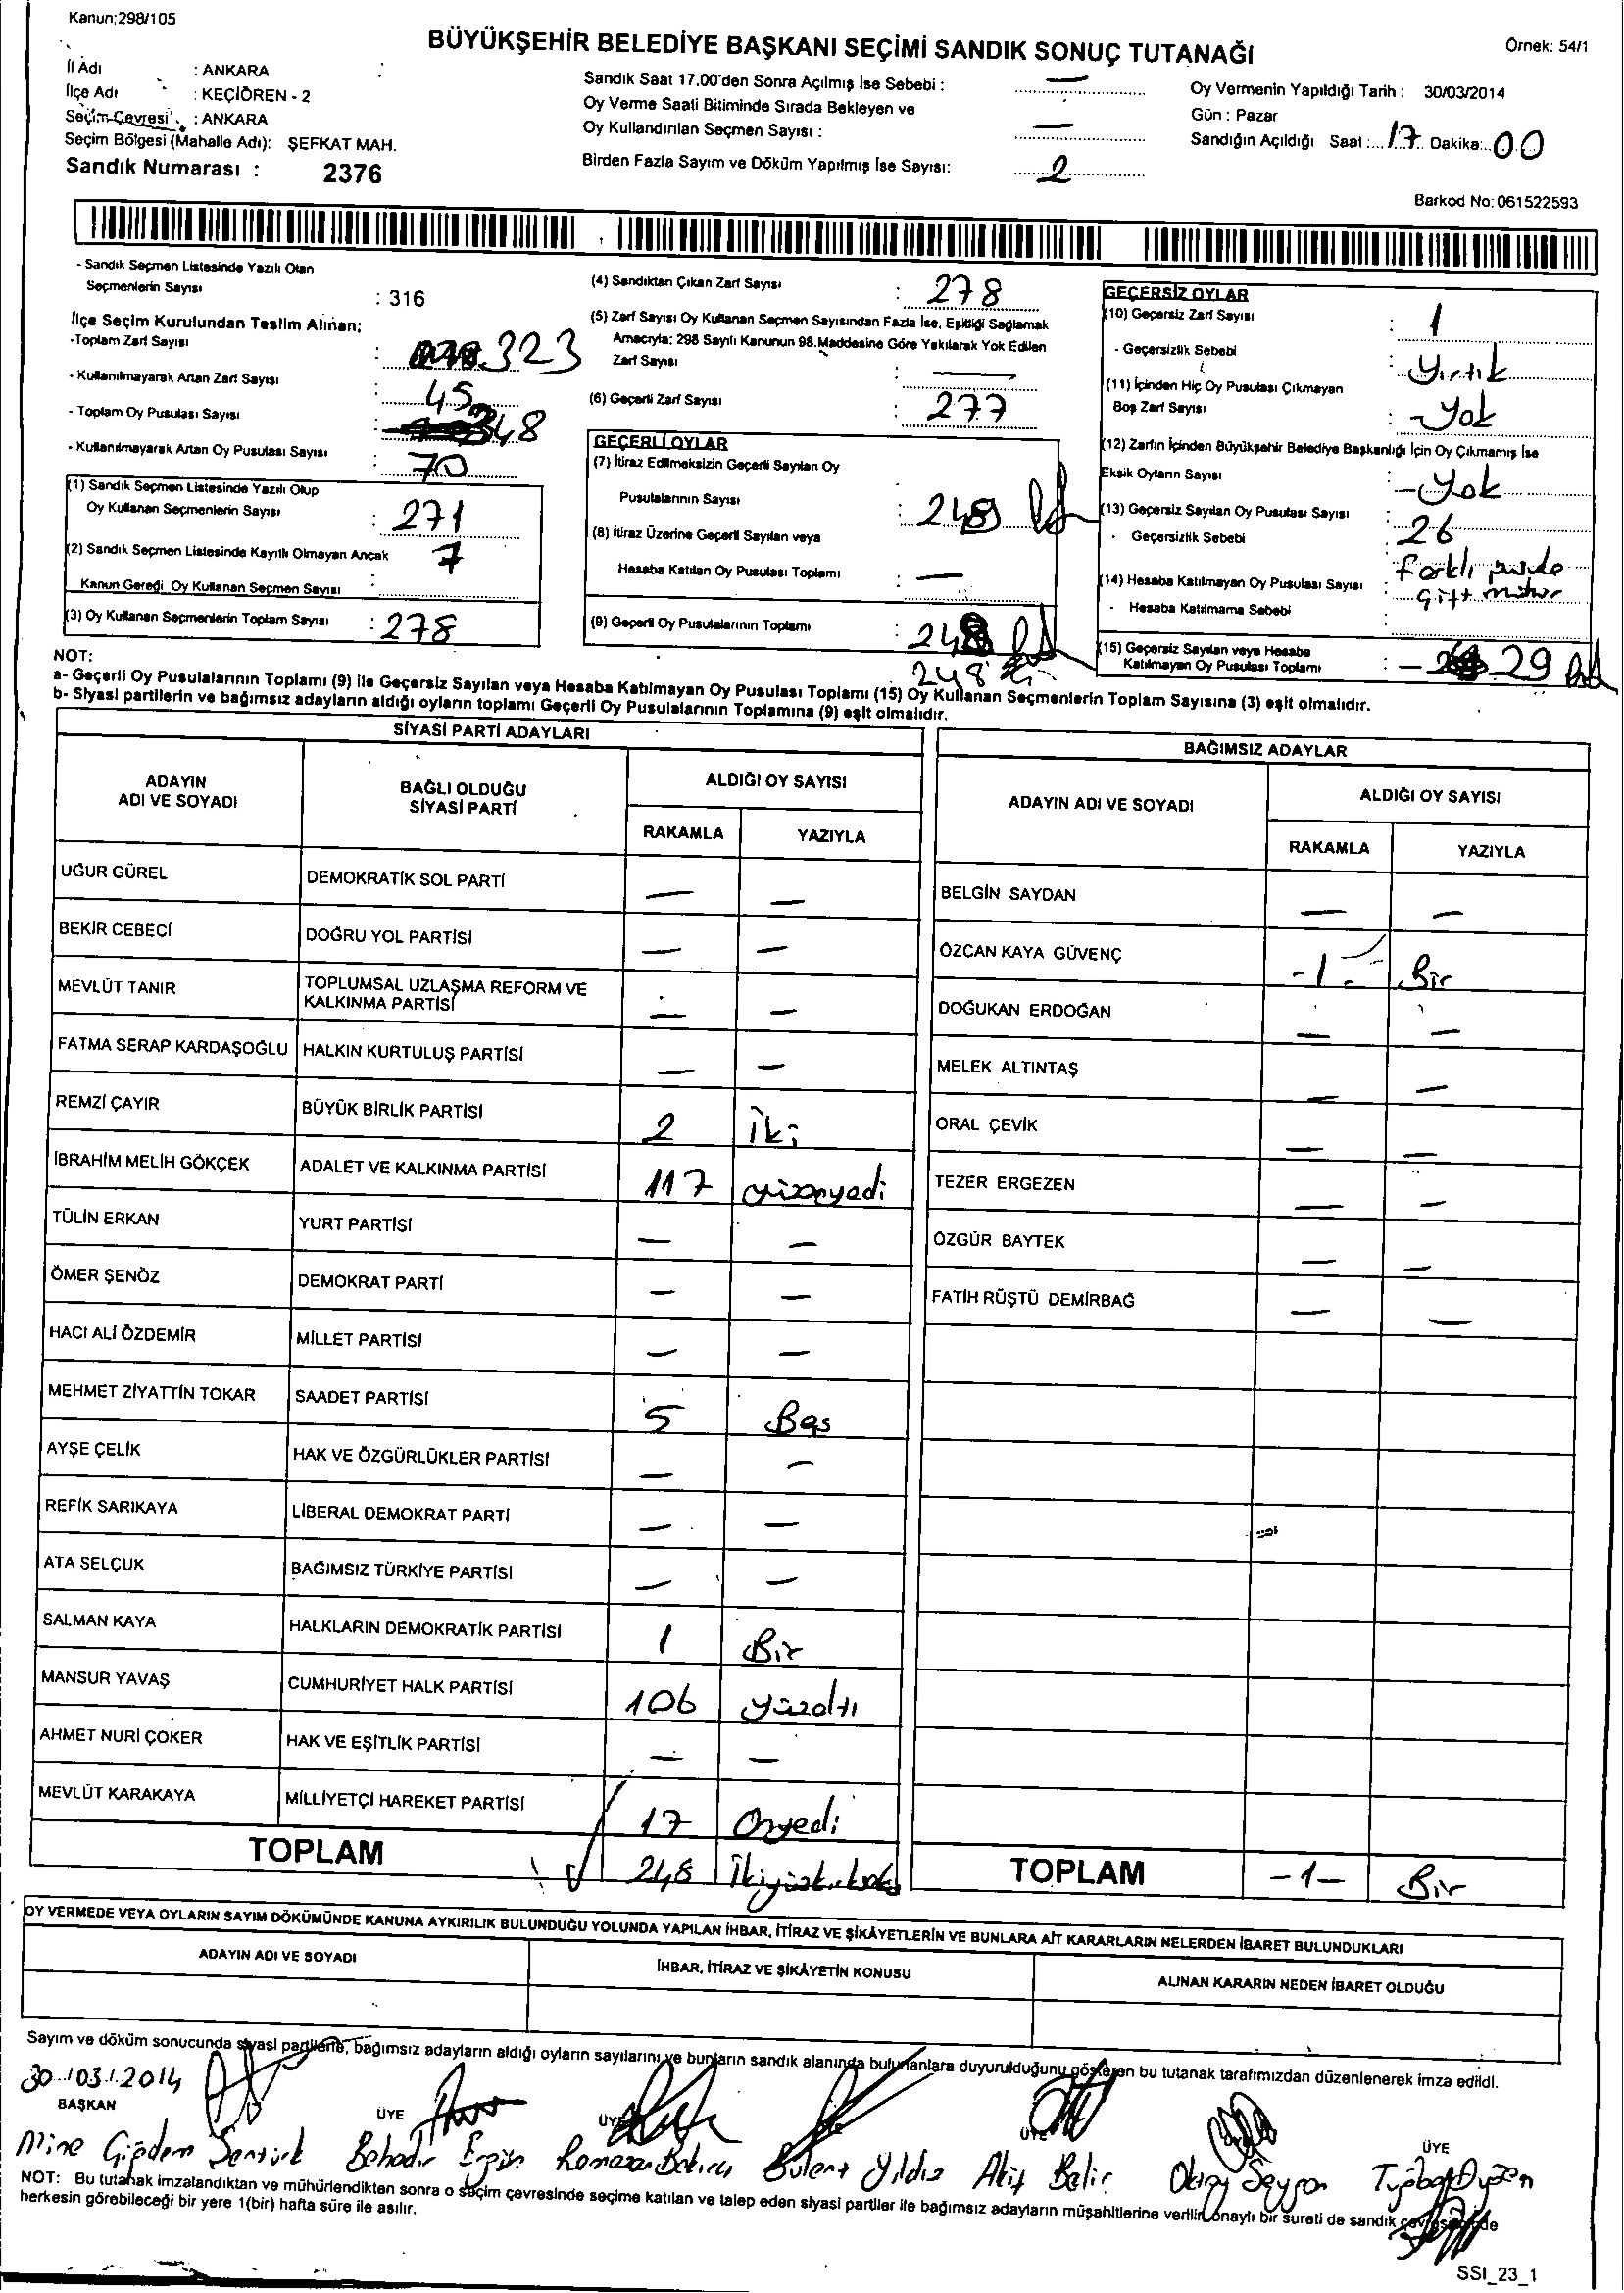 Kanun;298/105
BÜYÜKŞEHİR BELEDİYE BAŞKANI SEÇİMİ SANDIK SONUÇ TUTANAĞI
Örnek: 54/1
İl Adı : ANKARA
İlçe Adı : KEÇİÖREN - 2
Seçim Çevresi : ANKARA
Seçim Bölgesi (Mahalle Adı): ŞEFKAT MAH.
Sandık Numarası : 2376
Sandık Saat 17.00'den Sonra Açılmış İse Sebebi : —
Oy Verme Saati Bitiminde Sırada Bekleyen ve
Oy Kullandırılan Seçmen Sayısı : —
Birden Fazla Sayım ve Döküm Yapılmış İse Sayısı: 2
Oy Vermenin Yapıldığı Tarih : 30/03/2014
Gün : Pazar
Sandığın Açıldığı Saat : 17 Dakika: 00
Barkod No: 061522593
- Sandık Seçmen Listesinde Yazılı Olan
Seçmenlerin Sayısı : 316
İlçe Seçim Kurulundan Teslim Alınan;
-Toplam Zarf Sayısı : 323
- Kullanılmayarak Artan Zarf Sayısı : 45
- Toplam Oy Pusulası Sayısı : 348
- Kullanılmayarak Artan Oy Pusulası Sayısı : 70
(1) Sandık Seçmen Listesinde Yazılı Olup
Oy Kullanan Seçmenlerin Sayısı : 271
(2) Sandık Seçmen Listesinde Kayıtlı Olmayan Ancak
Kanun Gereği Oy Kullanan Seçmen Sayısı : 7
(3) Oy Kullanan Seçmenlerin Toplam Sayısı : 278
(4) Sandıktan Çıkan Zarf Sayısı : 278
(5) Zarf Sayısı Oy Kullanan Seçmen Sayısından Fazla İse, Eşitliği Sağlamak
Amacıyla; 298 Sayılı Kanunun 98.Maddesine Göre Yakılarak Yok Edilen
Zarf Sayısı : —
(6) Geçerli Zarf Sayısı : 277
GEÇERLİ OYLAR
(7) İtiraz Edilmeksizin Geçerli Sayılan Oy
Pusulalarının Sayısı : 248
(8) İtiraz Üzerine Geçerli Sayılan veya
Hesaba Katılan Oy Pusulası Toplamı : —
(9) Geçerli Oy Pusulalarının Toplamı : 248
248
GEÇERSİZ OYLAR
(10) Geçersiz Zarf Sayısı : 1
- Geçersizlik Sebebi : Yırtık
(11) İçinden Hiç Oy Pusulası Çıkmayan
Boş Zarf Sayısı : - Yok
(12) Zarfın İçinden Büyükşehir Belediye Başkanlığı İçin Oy Çıkmamış İse
Eksik Oyların Sayısı : - Yok
(13) Geçersiz Sayılan Oy Pusulası Sayısı : 26
- Geçersizlik Sebebi : farklı
(14) Hesaba Katılmayan Oy Pusulası Sayısı : çift mühür
- Hesaba Katılmama Sebebi
(15) Geçersiz Sayılan veya Hesaba
Katılmayan Oy Pusulası Toplamı : - 29
NOT:
a- Geçerli Oy Pusulalarının Toplamı (9) ile Geçersiz Sayılan veya Hesaba Katılmayan Oy Pusulası Toplamı (15) Oy Kullanan Seçmenlerin Toplam Sayısına (3) eşit olmalıdır.
b- Siyasi partilerin ve bağımsız adayların aldığı oyların toplamı Geçerli Oy Pusulalarının Toplamına (9) eşit olmalıdır.
SİYASİ PARTİ ADAYLARI
ADAYIN ADI VE SOYADI BAĞLI OLDUĞU SİYASİ PARTİ ALDIĞI OY SAYISI
RAKAMLA YAZIYLA
UĞUR GÜREL DEMOKRATİK SOL PARTİ — —
BEKİR CEBECİ DOĞRU YOL PARTİSİ — —
MEVLÜT TANIR TOPLUMSAL UZLAŞMA REFORM VE KALKINMA PARTİSİ — —
FATMA SERAP KARDAŞOĞLU HALKIN KURTULUŞ PARTİSİ — —
REMZİ ÇAYIR BÜYÜK BİRLİK PARTİSİ 2 İki
İBRAHİM MELİH GÖKÇEK ADALET VE KALKINMA PARTİSİ 117 yüzonyedi
TÜLİN ERKAN YURT PARTİSİ — —
ÖMER ŞENÖZ DEMOKRAT PARTİ — —
HACI ALİ ÖZDEMİR MİLLET PARTİSİ — —
MEHMET ZİYATTİN TOKAR SAADET PARTİSİ 5 Beş
AYŞE ÇELİK HAK VE ÖZGÜRLÜKLER PARTİSİ — —
REFİK SARIKAYA LİBERAL DEMOKRAT PARTİ — —
ATA SELÇUK BAĞIMSIZ TÜRKİYE PARTİSİ — —
SALMAN KAYA HALKLARIN DEMOKRATİK PARTİSİ 1 Bir
MANSUR YAVAŞ CUMHURİYET HALK PARTİSİ 106 yüzaltı
AHMET NURİ ÇOKER HAK VE EŞİTLİK PARTİSİ — —
MEVLÜT KARAKAYA MİLLİYETÇİ HAREKET PARTİSİ 17 Onyedi
TOPLAM 248
BAĞIMSIZ ADAYLAR
ADAYIN ADI VE SOYADI ALDIĞI OY SAYISI
RAKAMLA YAZIYLA
BELGİN SAYDAN — —
ÖZCAN KAYA GÜVENÇ -1- Bir
DOĞUKAN ERDOĞAN — —
MELEK ALTINTAŞ — —
ORAL ÇEVİK — —
TEZER ERGEZEN — —
ÖZGÜR BAYTEK — —
FATİH RÜŞTÜ DEMİRBAĞ — —
TOPLAM -1- Bir
OY VERMEDE VEYA OYLARIN SAYIM DÖKÜMÜNDE KANUNA AYKIRILIK BULUNDUĞU YOLUNDA YAPILAN İHBAR, İTİRAZ VE ŞİKÂYETLERİN VE BUNLARA AİT KARARLARIN NELERDEN İBARET BULUNDUKLARI
ADAYIN ADI VE SOYADI İHBAR, İTİRAZ VE ŞİKÂYETİN KONUSU ALINAN KARARIN NEDEN İBARET OLDUĞU
Sayım ve döküm sonucunda siyasi partilerin, bağımsız adayların aldığı oyların sayılarını ve bunların sandık alanında bulunanlara duyurulduğunu gösteren bu tutanak tarafımızdan düzenlenerek imza edildi.
30/03/2014
BAŞKAN ÜYE ÜYE ÜYE ÜYE ÜYE
Mine Çiğdem Şentürk Bahadır Ramazan Bülent Yıldız Akif Oktay
NOT: Bu tutanak imzalandıktan ve mühürlendikten sonra o seçim çevresinde seçime katılan ve talep eden siyasi partiler ile bağımsız adayların müşahitlerine verilir, onaylı bir sureti de sandık çevresinde
herkesin görebileceği bir yere 1(bir) hafta süre ile asılır.
SSI_23_1